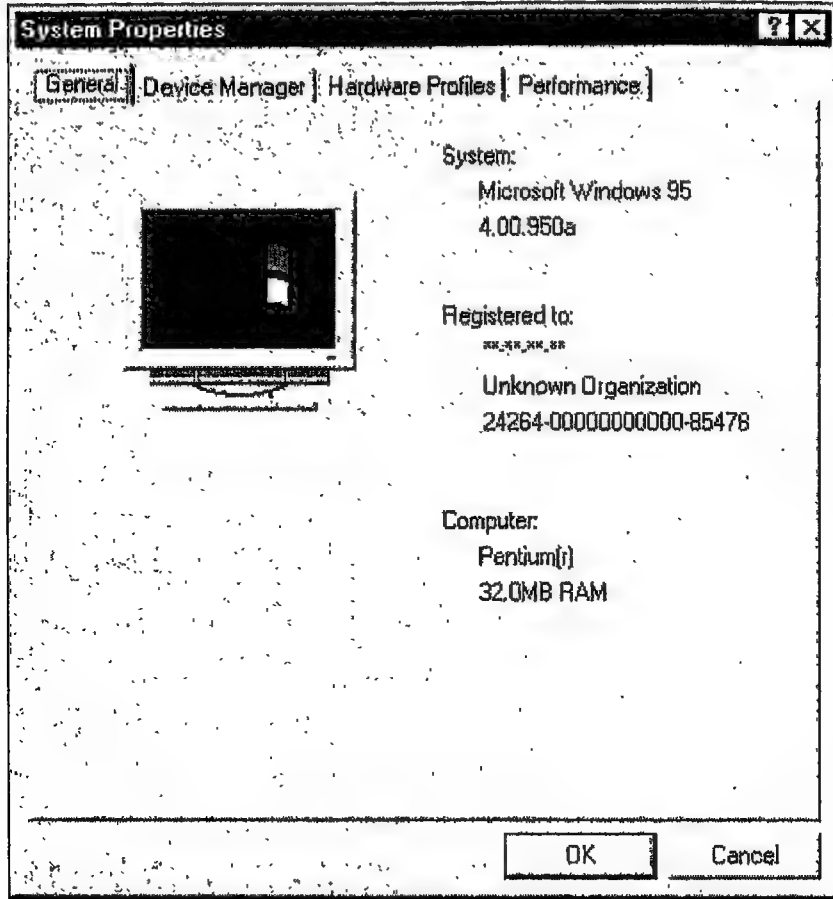 System Properties
General Device Manager Hardware Profiles Performance
System:
Microsoft Windows 95
4.00.950a
Registered to:
**_**_**_**
Unknown Organization
24264-00000000000-85478
Computer:
Pentium(r)
32.0MB RAM
OK Cancel